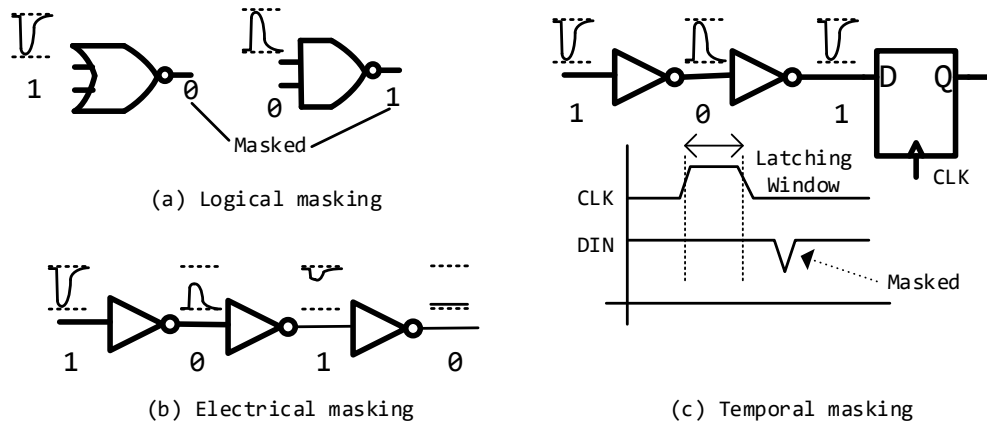 1
0
Masked
0
1
(a) Logical masking
1
0
1
0
(b) Electrical masking
1
0
1
D Q
CLK
Latching
Window
CLK
DIN
Masked
(c) Temporal masking